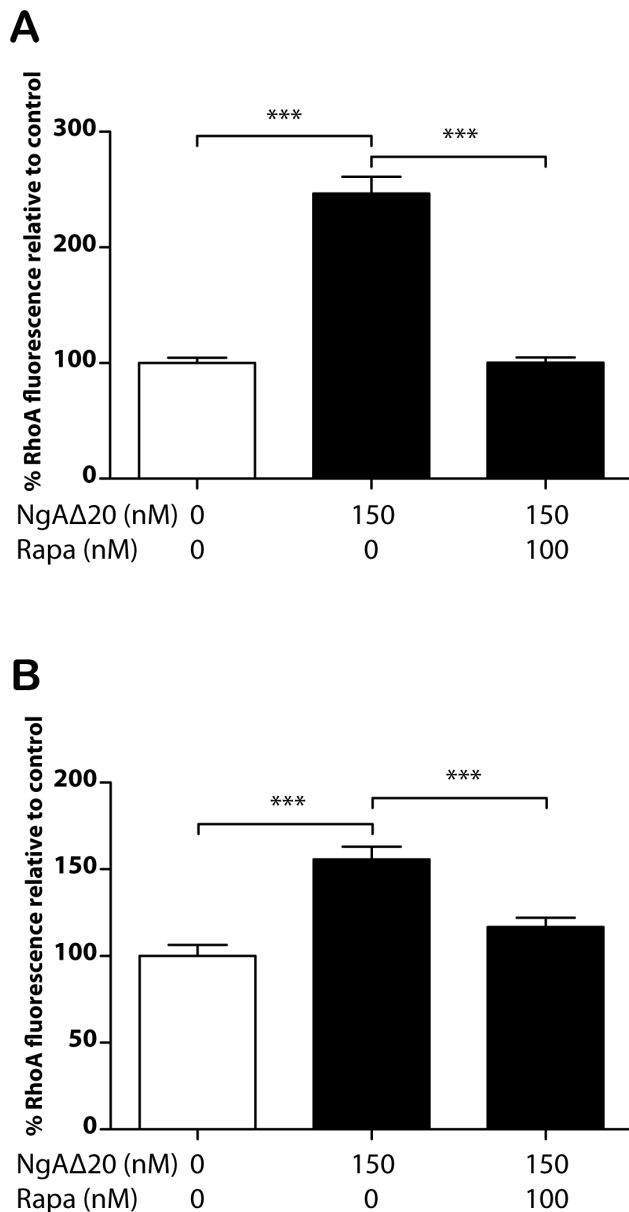 A
% RhoA fluorescence relative to control
300
200
100
0
***
***
NgAΔ20 (nM) 0 150 150
Rapa (nM) 0 0 100
B
% RhoA fluorescence relative to control
200
150
100
50
0
***
***
NgAΔ20 (nM) 0 150 150
Rapa (nM) 0 0 100